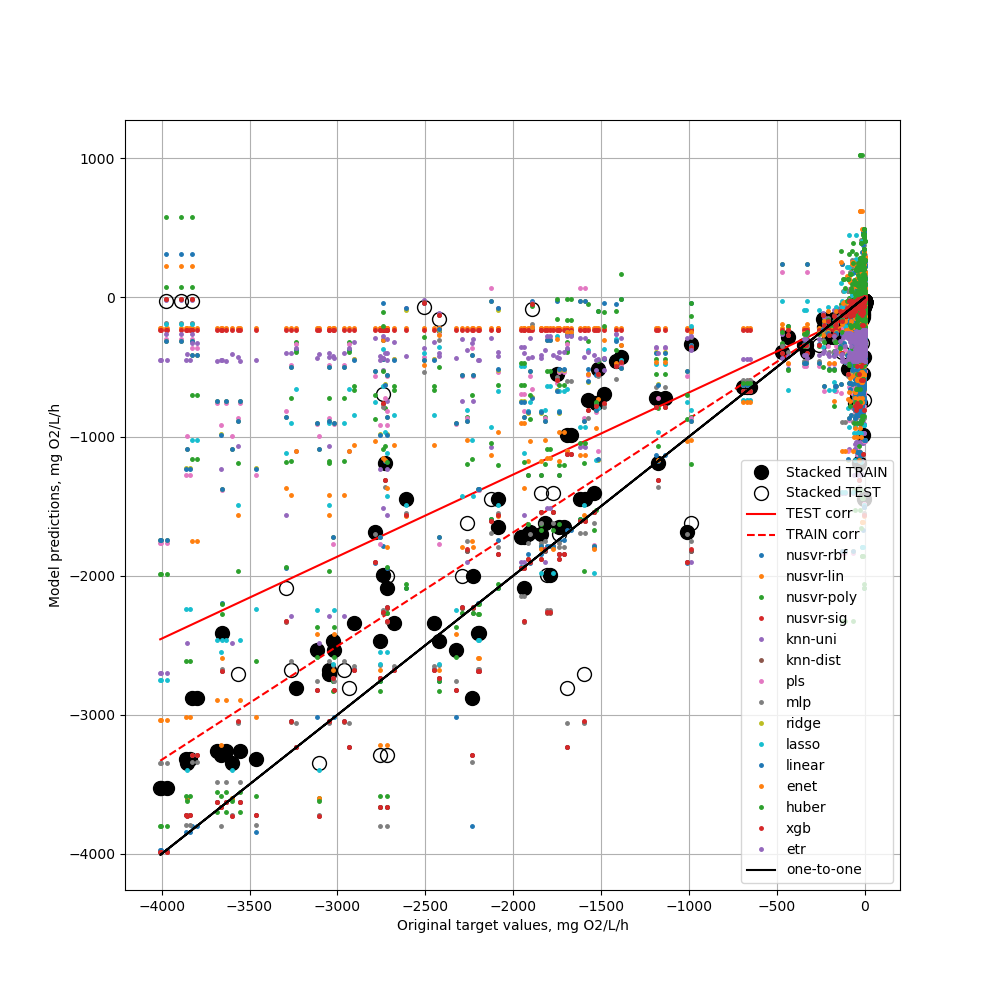 1000
0
−1000
−2000
−3000
−4000
Model predictions, mg O2/L/h
−4000 −3500 −3000 −2500 −2000 −1500 −1000 −500 0
Original target values, mg O2/L/h
Stacked TRAIN
Stacked TEST
TEST corr
TRAIN corr
nusvr-rbf
nusvr-lin
nusvr-poly
nusvr-sig
knn-uni
knn-dist
pls
mlp
ridge
lasso
linear
enet
huber
xgb
etr
one-to-one